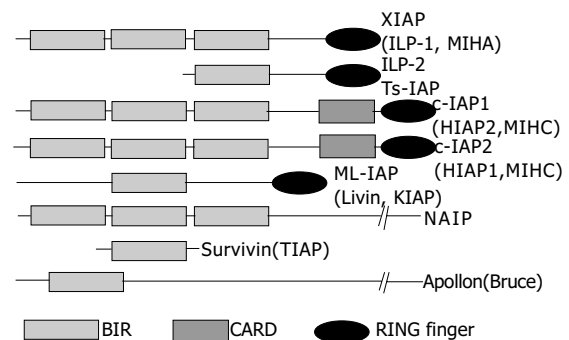 XIAP
(ILP-1, MIHA)
ILP-2
Ts-IAP
c-IAP1
(HIAP2,MIHC)
c-IAP2
(HIAP1,MIHC)
ML-IAP
(Livin, KIAP)
NAIP
Survivin(TIAP)
Apollon(Bruce)
BIR
CARD
RING finger